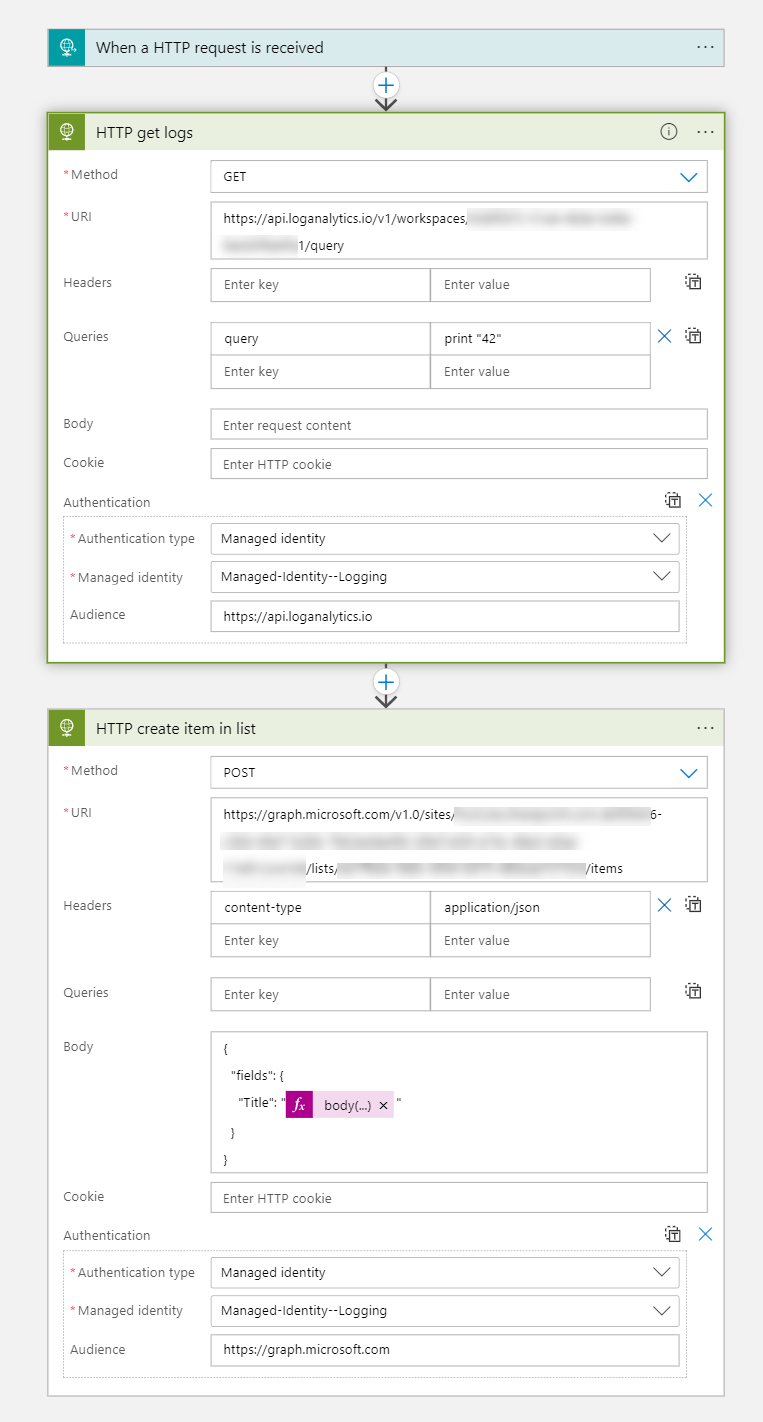 When a HTTP request is received
HTTP get logs
* Method
GET
* URI
https://api.loganalytics.io/v1/workspaces,
1/query
Headers
Enter key
Enter value
Queries
query
print "42"
Enter key
Enter value
Body
Enter request content
Cookie
Enter HTTP cookie
Authentication
* Authentication type
Managed identity
* Managed identity
Managed-Identity--Logging
Audience
https://api.loganalytics.io
HTTP create item in list
* Method
POST
* URI
https://graph.microsoft.com/v1.0/sites/ 6-
/lists/ /items
Headers
content-type
application/json
Enter key
Enter value
Queries
Enter key
Enter value
Body
{
"fields": {
"Title": " fx body(...) × "
}
}
Cookie
Enter HTTP cookie
Authentication
* Authentication type
Managed identity
* Managed identity
Managed-Identity--Logging
Audience
https://graph.microsoft.com